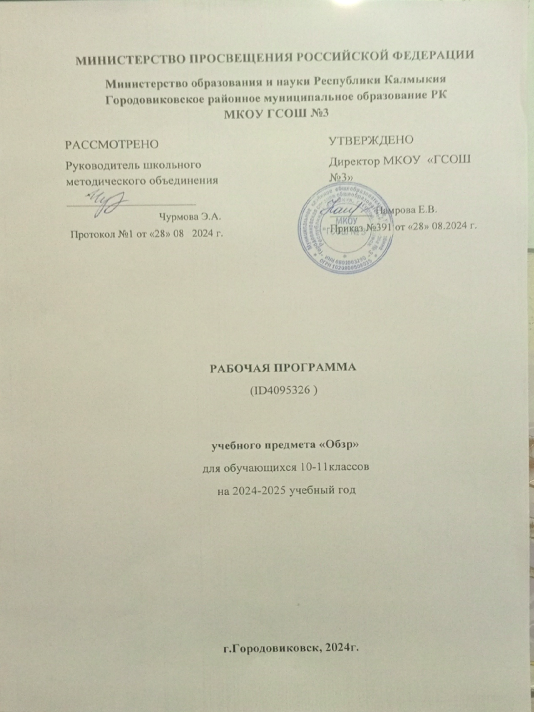 МИНИСТЕРСТВО ПРОСВЕЩЕНИЯ РОССИЙСКОЙ ФЕДЕРАЦИИ
Министерство образования и науки Республики Калмыкия
Городовиковское районное муниципальное образование РК
МКОУ ГСОШ №3
РАССМОТРЕНО
Руководитель школьного
методического объединения
Чурмова Э.А.
Протокол №1 от «28» 08 2024 г.
УТВЕРЖДЕНО
Директор МКОУ «ГСОШ
№3»
Е.В.
МКОУ
Приказ №391 от «28» 08.2024 г.
РАБОЧАЯ ПРОГРАММА
(ID4095326 )
учебного предмета «Обзр»
для обучающихся 10-11классов
на 2024-2025 учебный год
г.Городовиковск, 2024г.